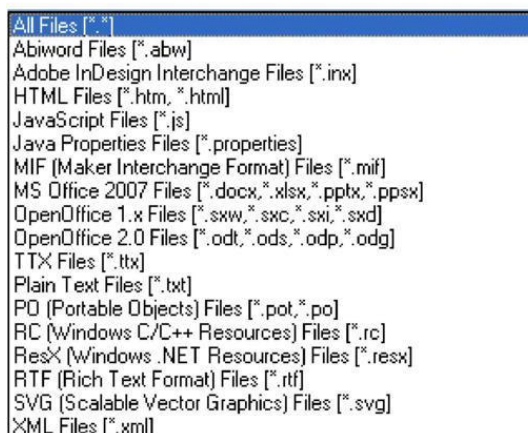 All Files [*.*]
Abiword Files [*.abw]
Adobe InDesign Interchange Files [*.inx]
HTML Files [*.htm, *.html]
JavaScript Files [*.js]
Java Properties Files [*.properties]
MIF (Maker Interchange Format) Files [*.mif]
MS Office 2007 Files [*.docx,*.xlsx,*.pptx,*.ppsx]
OpenOffice 1.x Files [*.sxw,*.sxc,*.sxi,*.sxd]
OpenOffice 2.0 Files [*.odt,*.ods,*.odp,*.odg]
TTX Files [*.ttx]
Plain Text Files [*.txt]
PO (Portable Objects) Files [*.pot,*.po]
RC (Windows C/C++ Resources) Files [*.rc]
ResX (Windows .NET Resources) Files [*.resx]
RTF (Rich Text Format) Files [*.rtf]
SVG (Scalable Vector Graphics) Files [*.svg]
XML Files [*.xml]